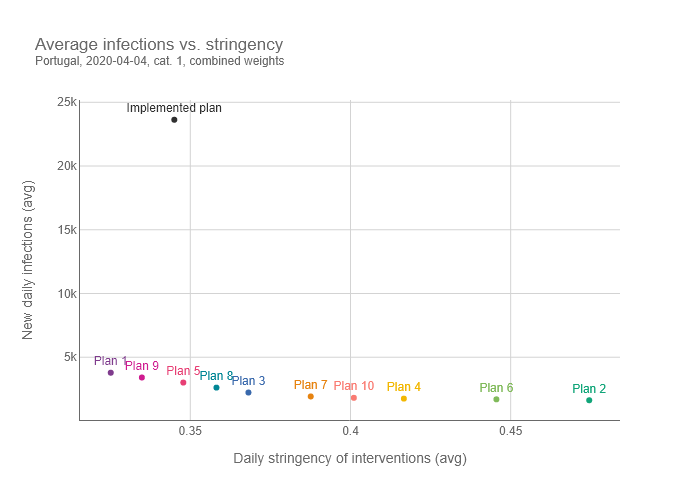 Average infections vs. stringency
Portugal, 2020-04-04, cat. 1, combined weights
25k
Implemented plan
20k
15k
10k
5k
New daily infections (avg)
Plan 1
Plan 9
Plan 5
Plan 8
Plan 3
Plan 7
Plan 10
Plan 4
Plan 6
Plan 2
0.35
0.4
0.45
Daily stringency of interventions (avg)